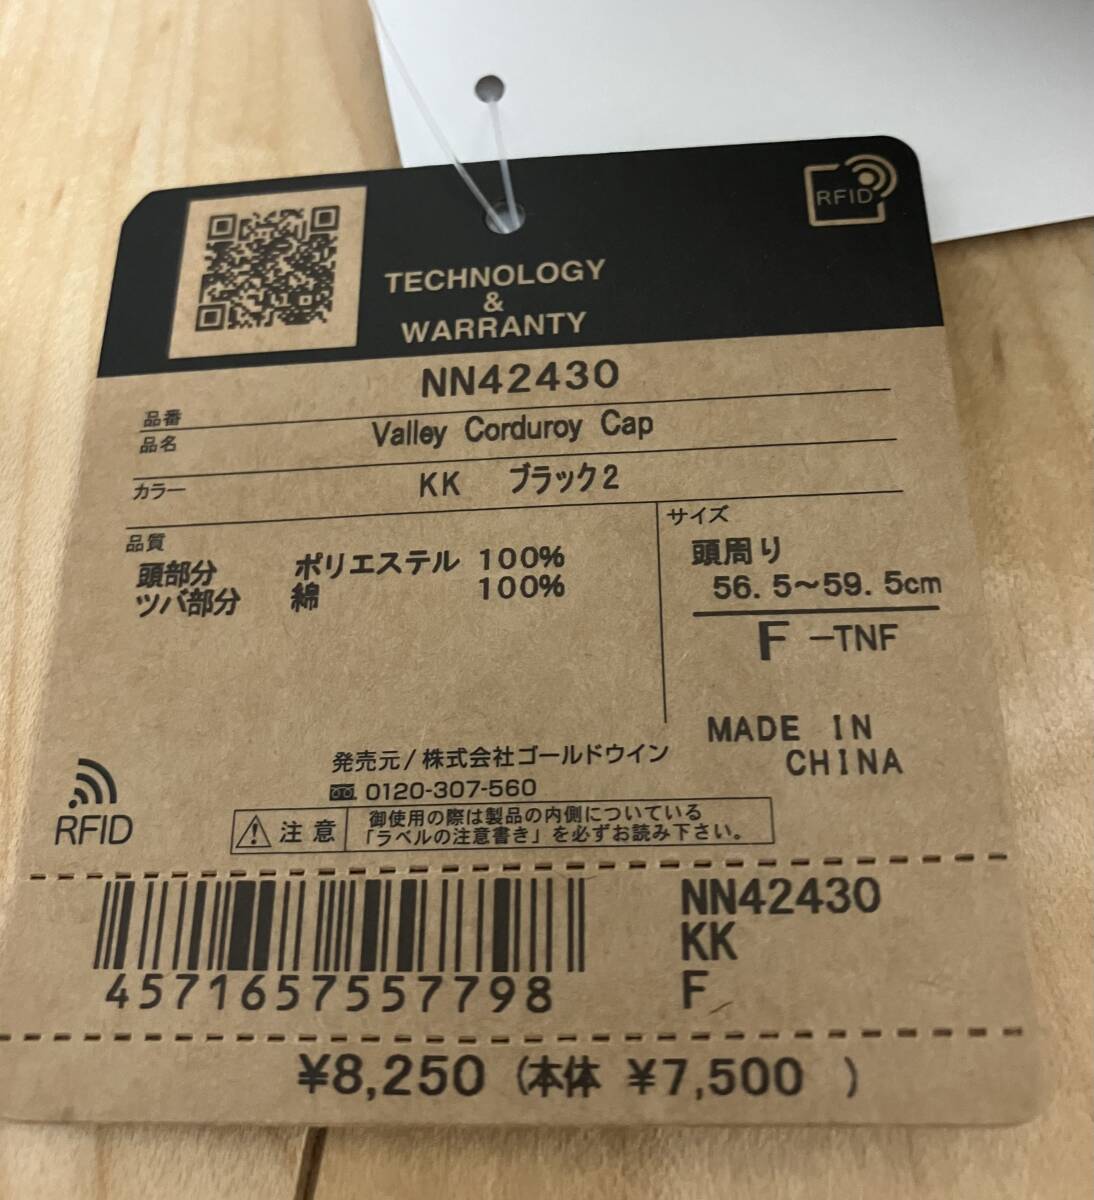 RFID
TECHNOLOGY
&
WARRANTY
品番 NN42430
品名 Valley Corduroy Cap
カラー KK ブラック2
品質
頭部分 ポリエステル 100%
ツバ部分 綿 100%
サイズ
頭周り
56.5～59.5cm
F -TNF
MADE IN
CHINA
発売元/株式会社ゴールドウイン
0120-307-560
RFID
注意
御使用の際は製品の内側についている
「ラベルの注意書き」を必ずお読み下さい。
4571657557798
NN42430
KK
F
¥8,250 (本体 ¥7,500 )